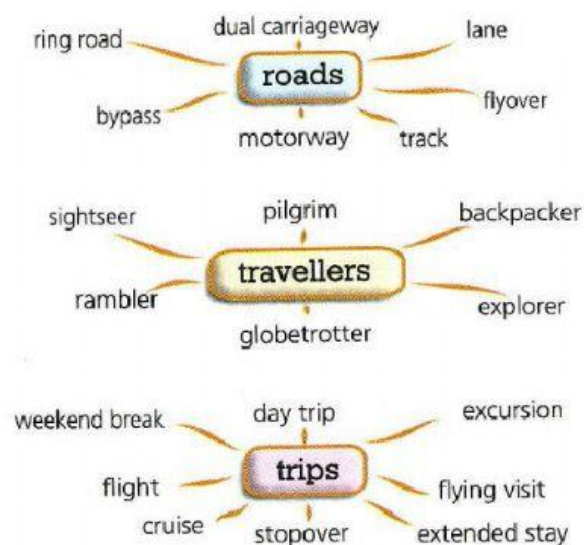 dual carriageway
ring road
lane
roads
bypass
flyover
motorway
track
sightseer
pilgrim
backpacker
travellers
rambler
explorer
globetrotter
weekend break
day trip
excursion
trips
flight
flying visit
cruise
stopover
extended stay